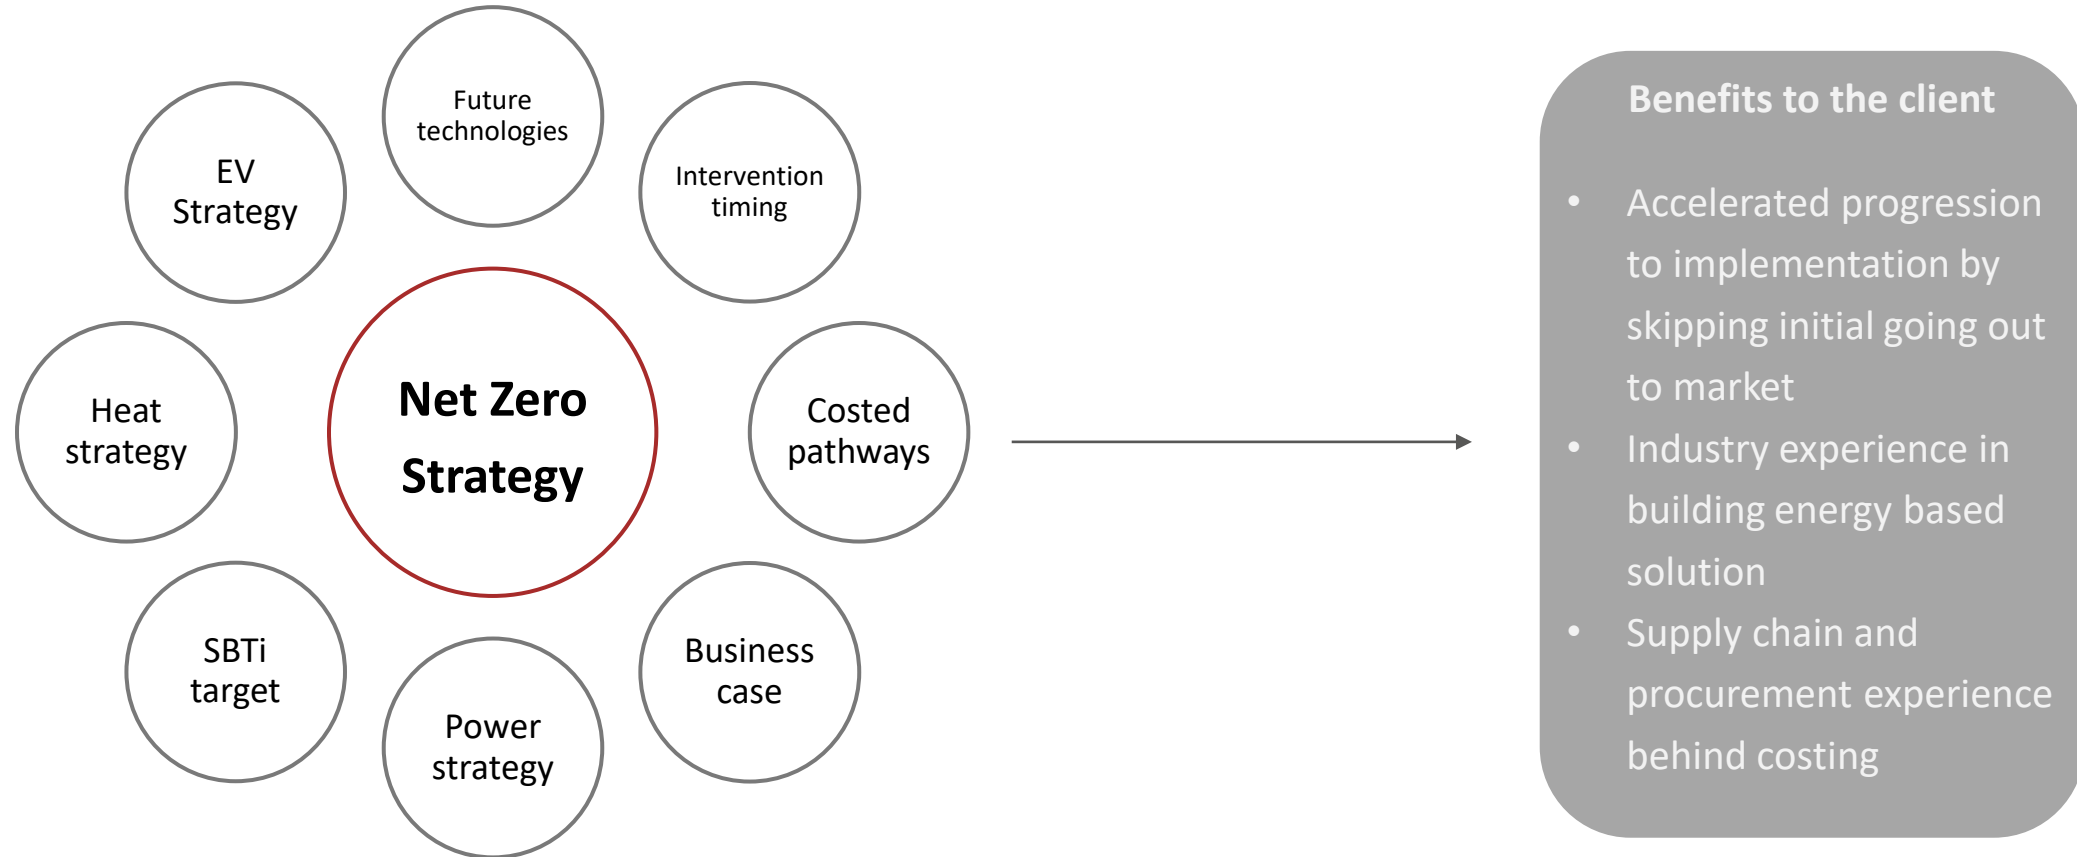 Future
technologies
Intervention
timing
Costed
pathways
Business
case
Power
strategy
SBTi
target
Heat
strategy
EV
Strategy
Net Zero
Strategy
Benefits to the client
• Accelerated progression
to implementation by
skipping initial going out
to market
• Industry experience in
building energy based
solution
• Supply chain and
procurement experience
behind costing